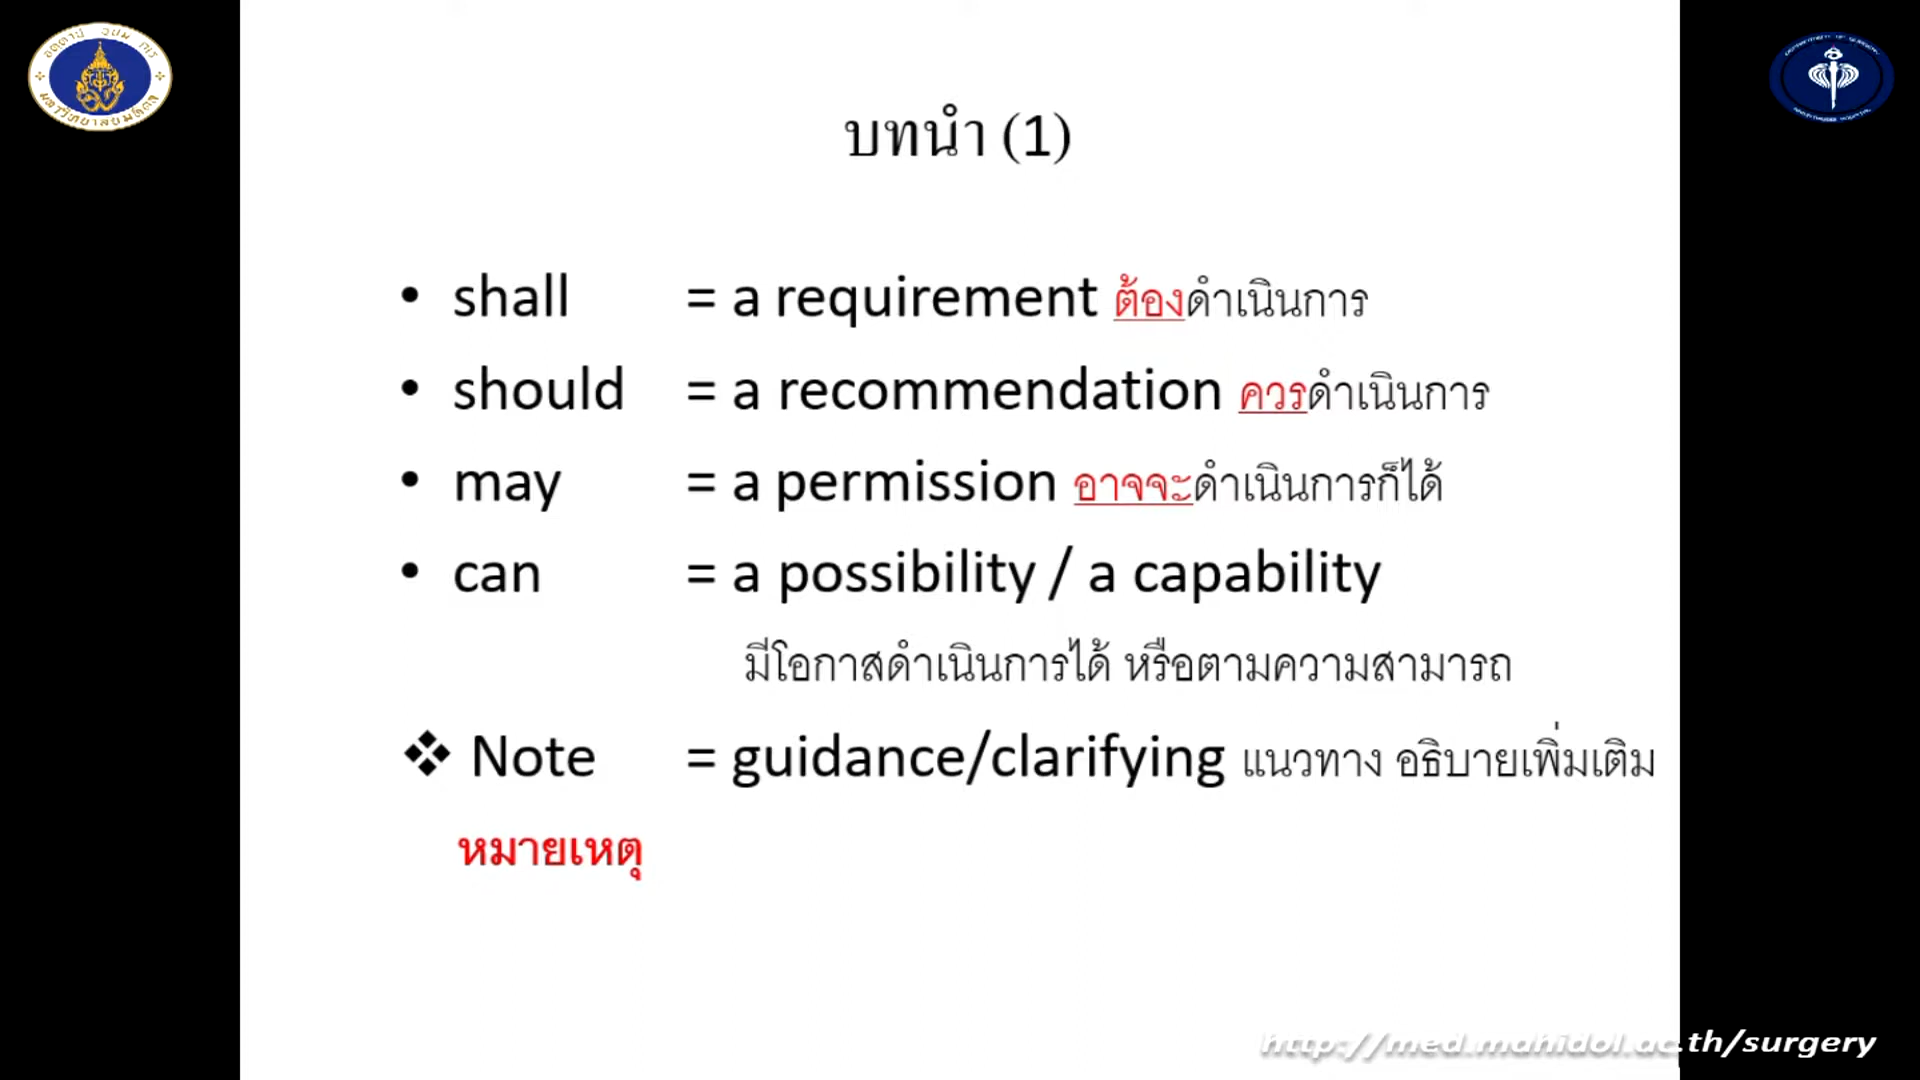 บทนำ (1)
• shall = a requirement ต้องดำเนินการ
• should = a recommendation ควรดำเนินการ
• may = a permission อาจจะดำเนินการก็ได้
• can = a possibility / a capability
มีโอกาสดำเนินการได้ หรือตามความสามารถ
❖ Note = guidance/clarifying แนวทาง อธิบายเพิ่มเติม
หมายเหตุ
http://med.mahidol.ac.th/surgery